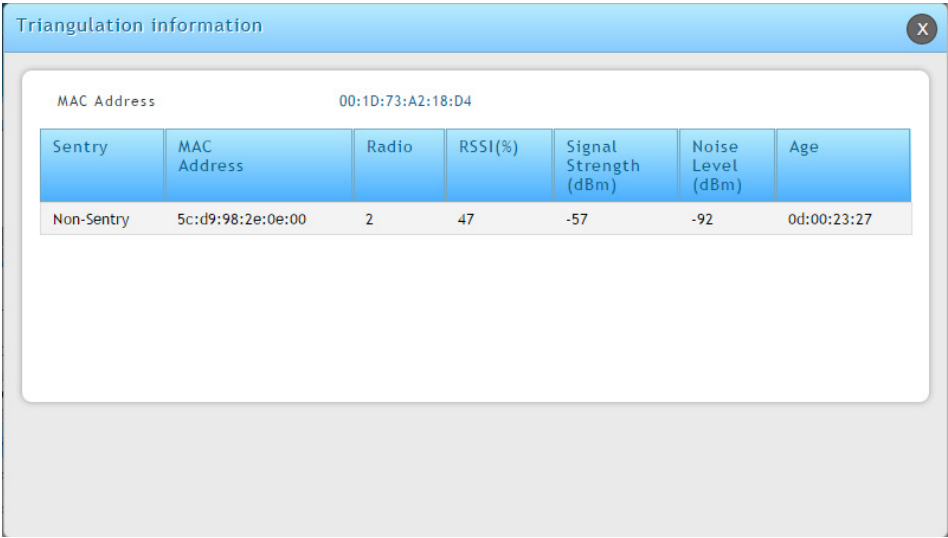 Triangulation information
X
MAC Address 00:1D:73:A2:18:D4
Sentry MAC Address Radio RSSI(%) Signal Strength (dBm) Noise Level (dBm) Age
Non-Sentry 5c:d9:98:2e:0e:00 2 47 -57 -92 0d:00:23:27